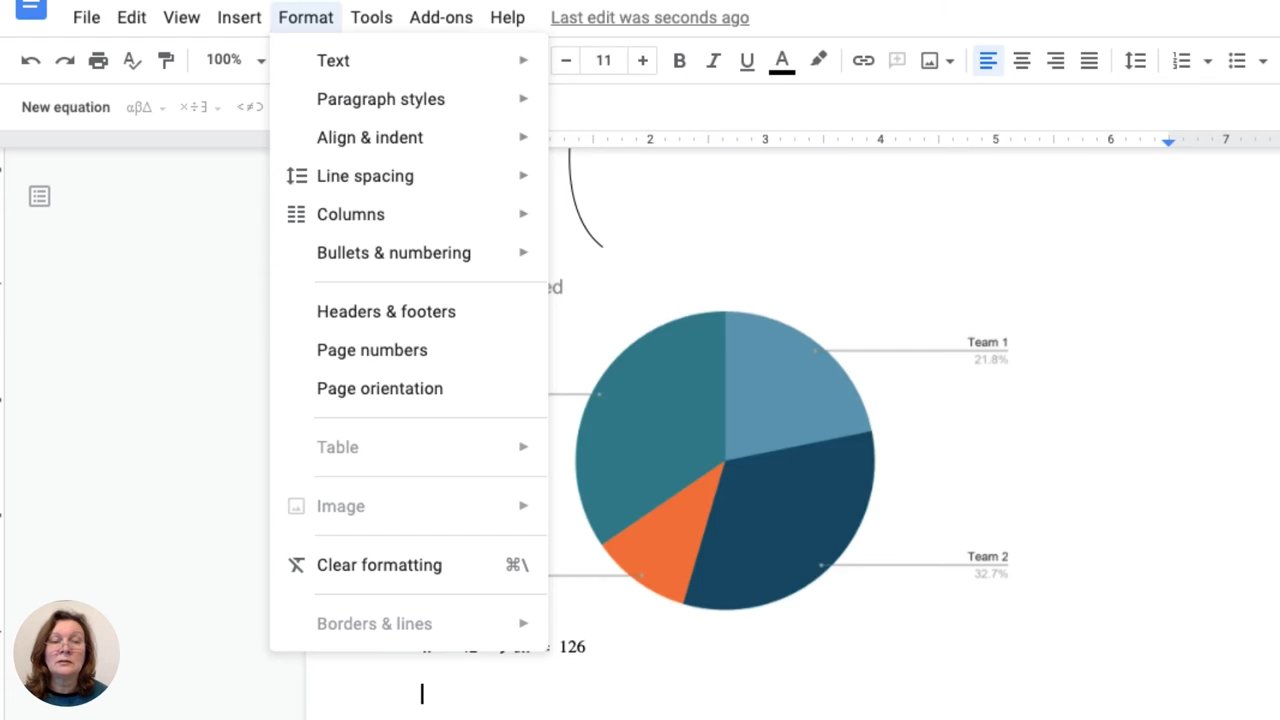 File Edit View Insert Format Tools Add-ons Help Last edit was seconds ago
100% 11 B I U A
New equation αβΔ ×÷∃ <≠⊃
2 3 4 5 6 7
Text
Paragraph styles
Align & indent
Line spacing
Columns
Bullets & numbering
ed
Headers & footers
Team 1
Page numbers
21.8%
Page orientation
Table
Image
Team 2
Clear formatting ⌘\
32.7%
Borders & lines
126